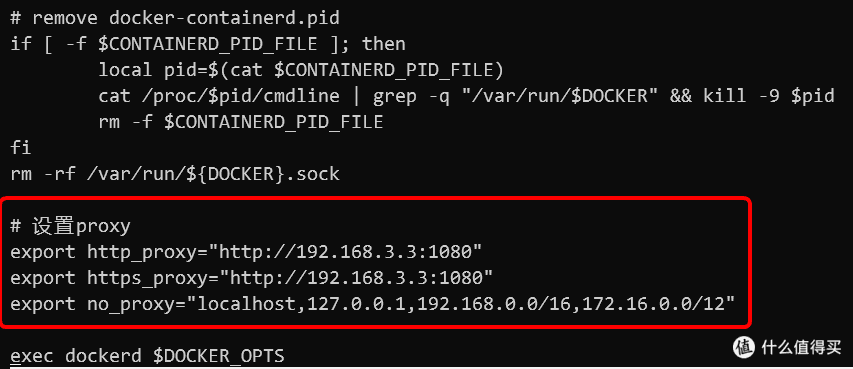 # remove docker-containerd.pid
if [ -f $CONTAINERD_PID_FILE ]; then
        local pid=$(cat $CONTAINERD_PID_FILE)
        cat /proc/$pid/cmdline | grep -q "/var/run/$DOCKER" && kill -9 $pid
        rm -f $CONTAINERD_PID_FILE
fi
rm -rf /var/run/${DOCKER}.sock
# 设置proxy
export http_proxy="http://192.168.3.3:1080"
export https_proxy="http://192.168.3.3:1080"
export no_proxy="localhost,127.0.0.1,192.168.0.0/16,172.16.0.0/12"
exec dockerd $DOCKER_OPTS
值 什么值得买